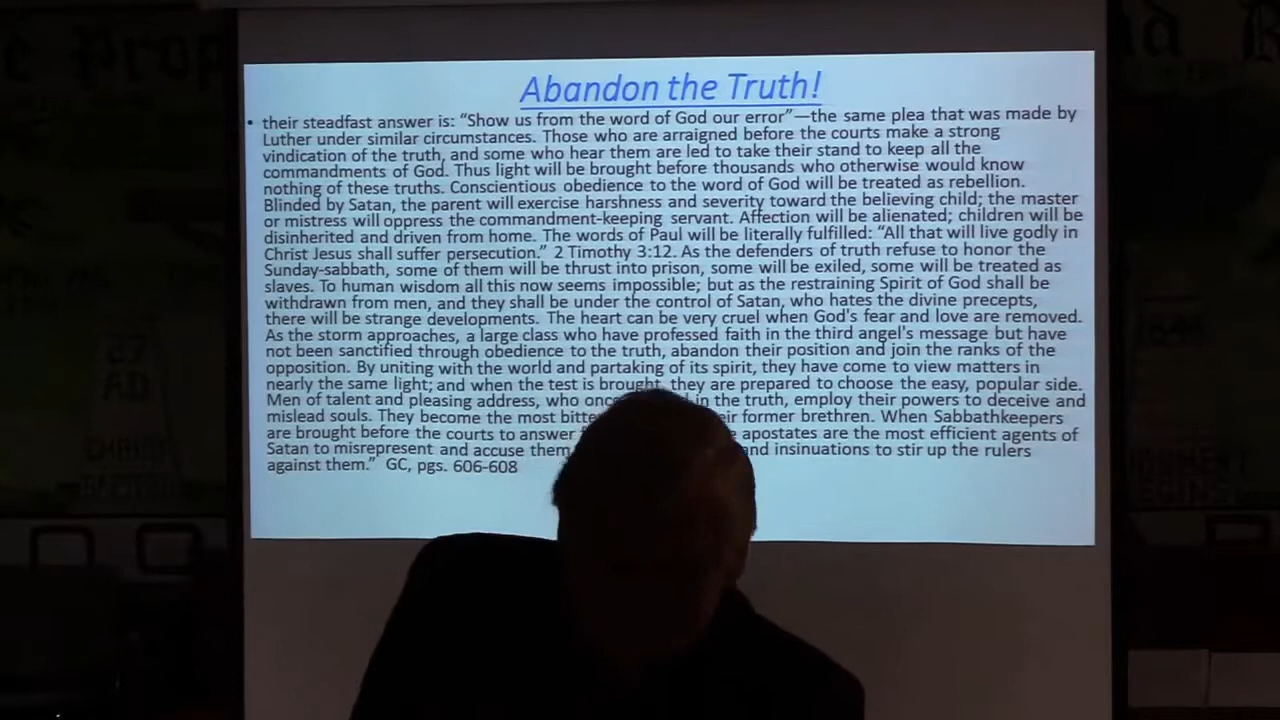 e Prop
nd
Abandon the Truth!
• their steadfast answer is: “Show us from the word of God our error”—the same plea that was made by
Luther under similar circumstances. Those who are arraigned before the courts make a strong
vindication of the truth, and some who hear them are led to take their stand to keep all the
commandments of God. Thus light will be brought before thousands who otherwise would know
nothing of these truths. Conscientious obedience to the word of God will be treated as rebellion.
Blinded by Satan, the parent will exercise harshness and severity toward the believing child; the master
or mistress will oppress the commandment-keeping servant. Affection will be alienated; children will be
disinherited and driven from home. The words of Paul will be literally fulfilled: “All that will live godly in
Christ Jesus shall suffer persecution.” 2 Timothy 3:12. As the defenders of truth refuse to honor the
Sunday-sabbath, some of them will be thrust into prison, some will be exiled, some will be treated as
slaves. To human wisdom all this now seems impossible; but as the restraining Spirit of God shall be
withdrawn from men, and they shall be under the control of Satan, who hates the divine precepts,
there will be strange developments. The heart can be very cruel when God's fear and love are removed.
As the storm approaches, a large class who have professed faith in the third angel's message but have
not been sanctified through obedience to the truth, abandon their position and join the ranks of the
opposition. By uniting with the world and partaking of its spirit, they have come to view matters in
nearly the same light; and when the test is brought, they are prepared to choose the easy, popular side.
Men of talent and pleasing address, who once in the truth, employ their powers to deceive and
mislead souls. They become the most bitte eir former brethren. When Sabbathkeepers
are brought before the courts to answer apostates are the most efficient agents of
Satan to misrepresent and accuse them and insinuations to stir up the rulers
against them.” GC, pgs. 606-608
27
AD
CHRIST
BAPTIZED
1844